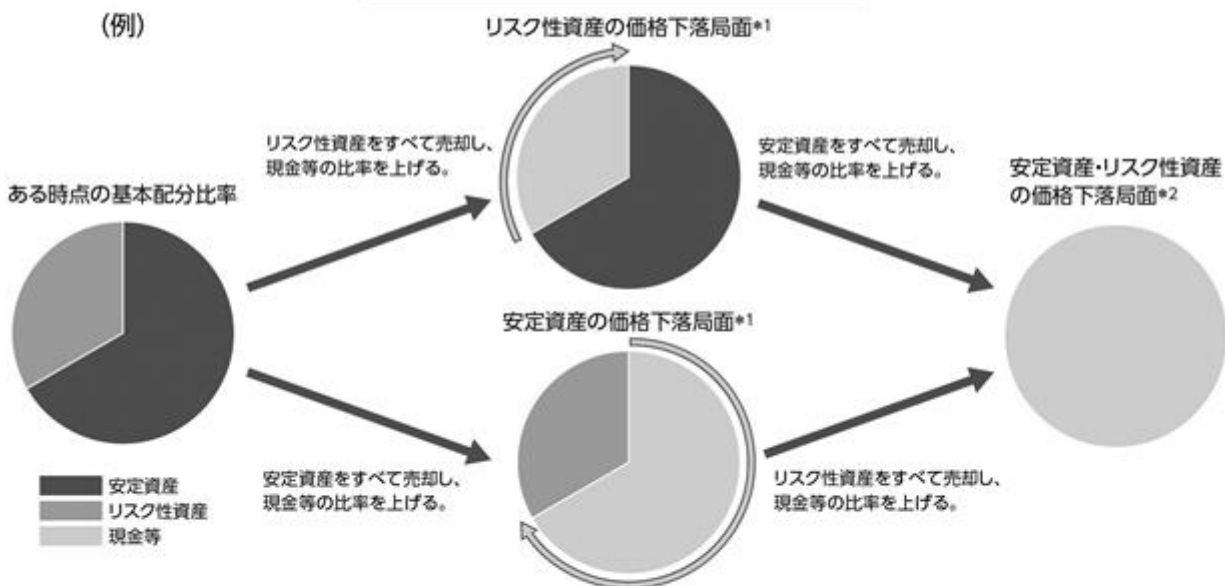 (例)
リスク性資産の価格下落局面*1
リスク性資産をすべて売却し、
現金等の比率を上げる。
安定資産をすべて売却し、
現金等の比率を上げる。
ある時点の基本配分比率
安定資産・リスク性資産
の価格下落局面*2
安定資産の価格下落局面*1
安定資産
リスク性資産
現金等
安定資産をすべて売却し、
現金等の比率を上げる。
リスク性資産をすべて売却し、
現金等の比率を上げる。